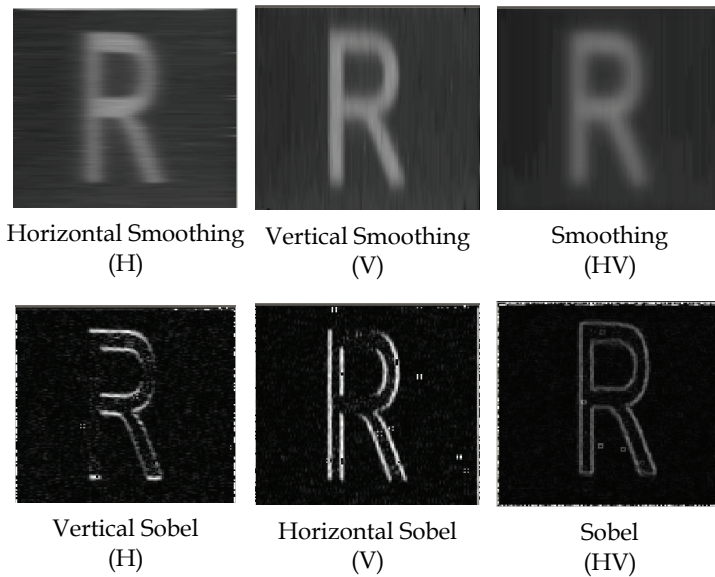 R R R
Horizontal Smoothing Vertical Smoothing Smoothing
(H) (V) (HV)
R R R
Vertical Sobel Horizontal Sobel Sobel
(H) (V) (HV)